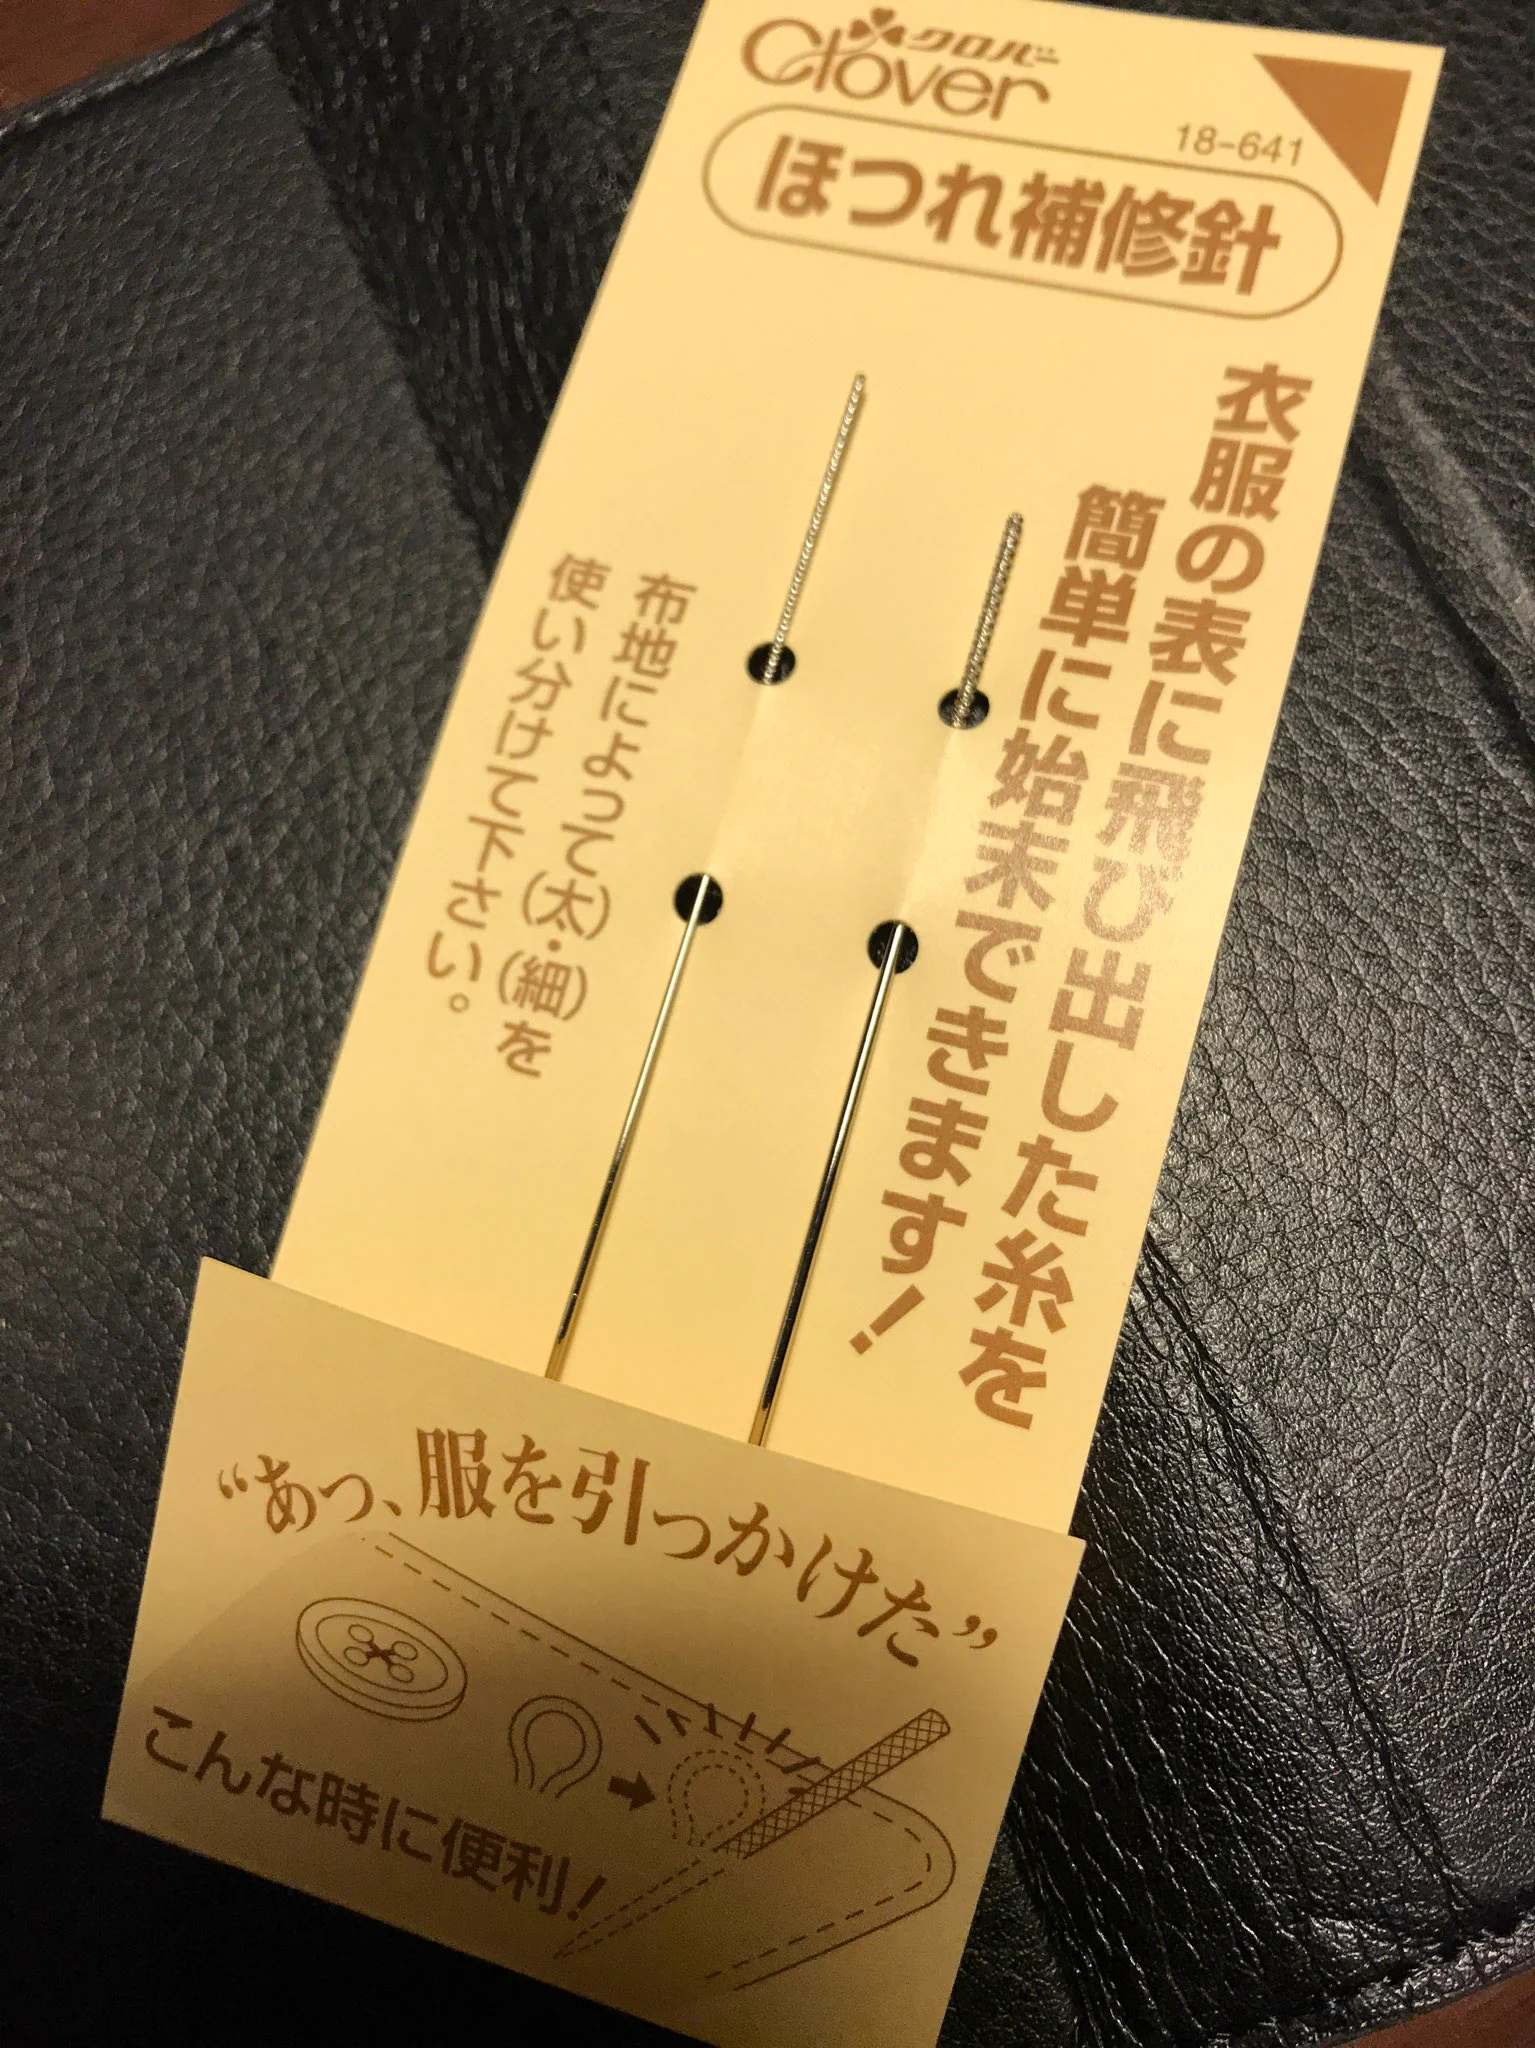 クロバー
Clover
18-641
ほつれ補修針
衣服の表に飛び出した糸を
簡単に始末できます!
布地によって(太)・(細)を
使い分けて下さい。
“あっ、服を引っかけた”
こんな時に便利!